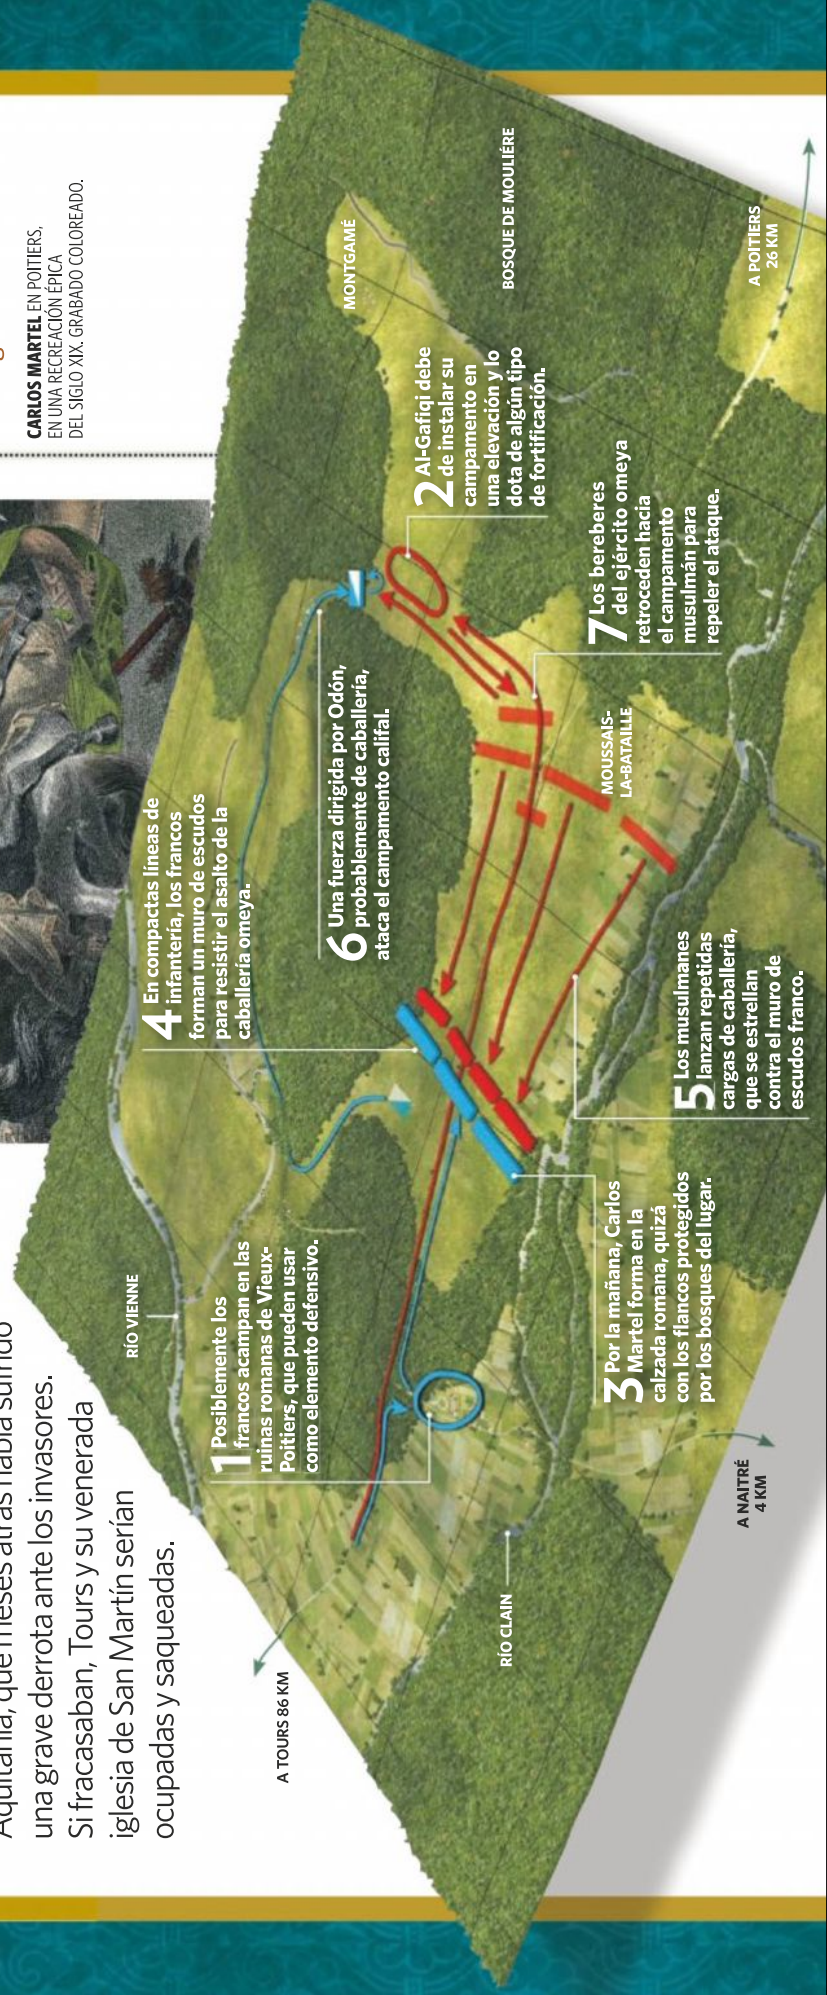 Aquitania, que meses atrás había sufrido
una grave derrota ante los invasores.
Si fracasaban, Tours y su venerada
iglesia de San Martín serían
ocupadas y saqueadas.
CARLOS MARTEL EN POITIERS,
EN UNA RECREACIÓN ÉPICA
DEL SIGLO XIX. GRABADO COLOREADO.
RÍO VIENNE
1 Posiblemente los
francos acampan en las
ruinas romanas de Vieux-
Poitiers, que pueden usar
como elemento defensivo.
4 En compactas líneas de
infantería, los francos
forman un muro de escudos
para resistir el asalto de la
caballería omeya.
6 Una fuerza dirigida por Odón,
probablemente de caballería,
ataca el campamento califal.
MONTGAMÉ
2 Al-Gafiqi debe
de instalar su
campamento en
una elevación y lo
dota de algún tipo
de fortificación.
BOSQUE DE MOULIÉRE
A TOURS 86 KM
RÍO CLAIN
3 Por la mañana, Carlos
Martel forma en la
calzada romana, quizá
con los flancos protegidos
por los bosques del lugar.
5 Los musulmanes
lanzan repetidas
cargas de caballería,
que se estrellan
contra el muro de
escudos franco.
MOUSSAIS-
LA-BATAILLE
7 Los bereberes
del ejército omeya
retroceden hacia
el campamento
musulmán para
repeler el ataque.
A POITIERS
26 KM
A NAITRÉ
4 KM